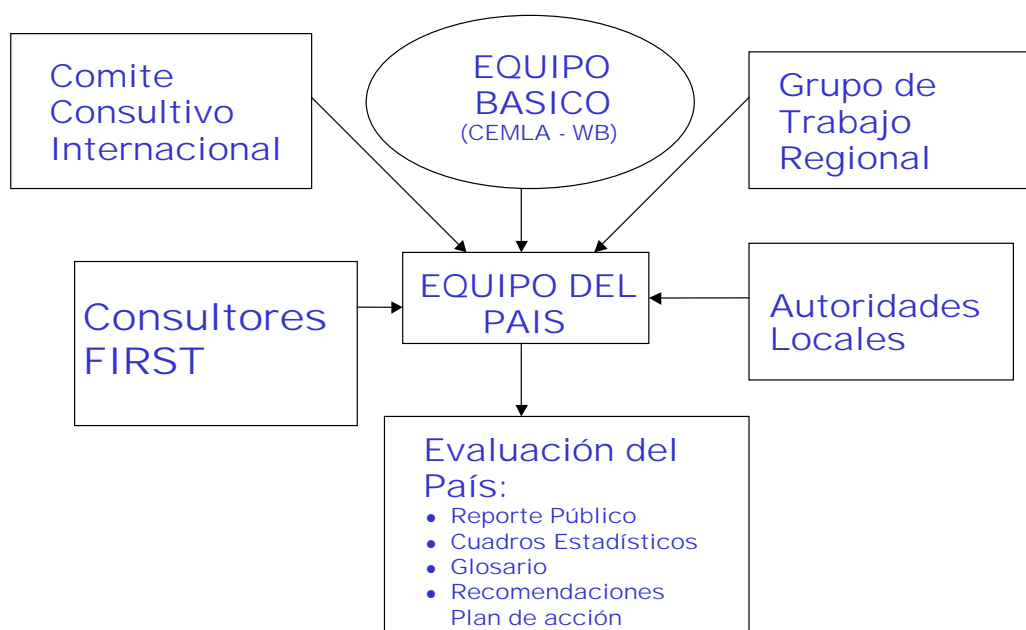 Comite
Consultivo
Internacional
EQUIPO
BASICO
(CEMLA - WB)
Grupo de
Trabajo
Regional
Consultores
FIRST
EQUIPO DEL
PAIS
Autoridades
Locales
Evaluación del
País:
• Reporte Público
• Cuadros Estadísticos
• Glosario
• Recomendaciones
Plan de acción